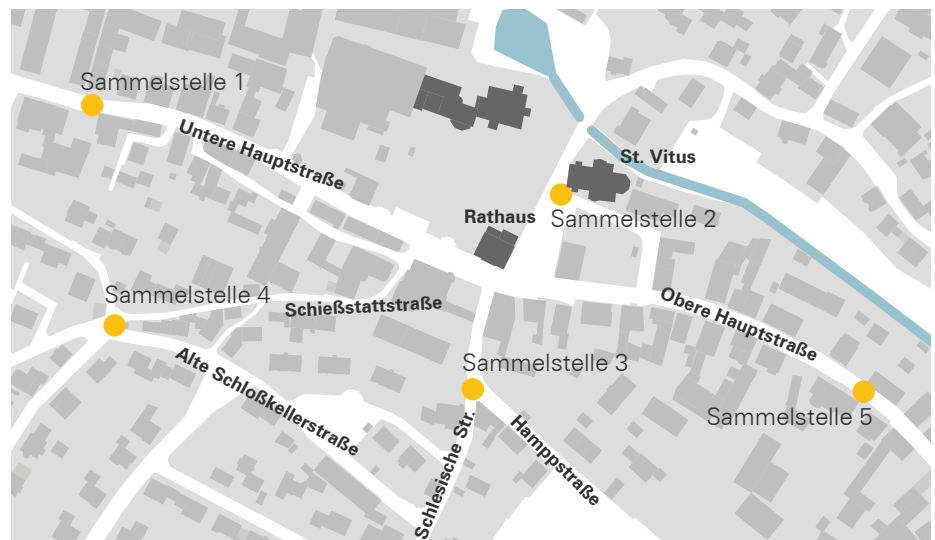 Sammelstelle 1
Untere Hauptstraße
St. Vitus
Rathaus
Sammelstelle 2
Sammelstelle 4
Schießstattstraße
Obere Hauptstraße
Alte Schloßkellerstraße
Sammelstelle 3
Sammelstelle 5
Schlesische Str.
Hamppstraße